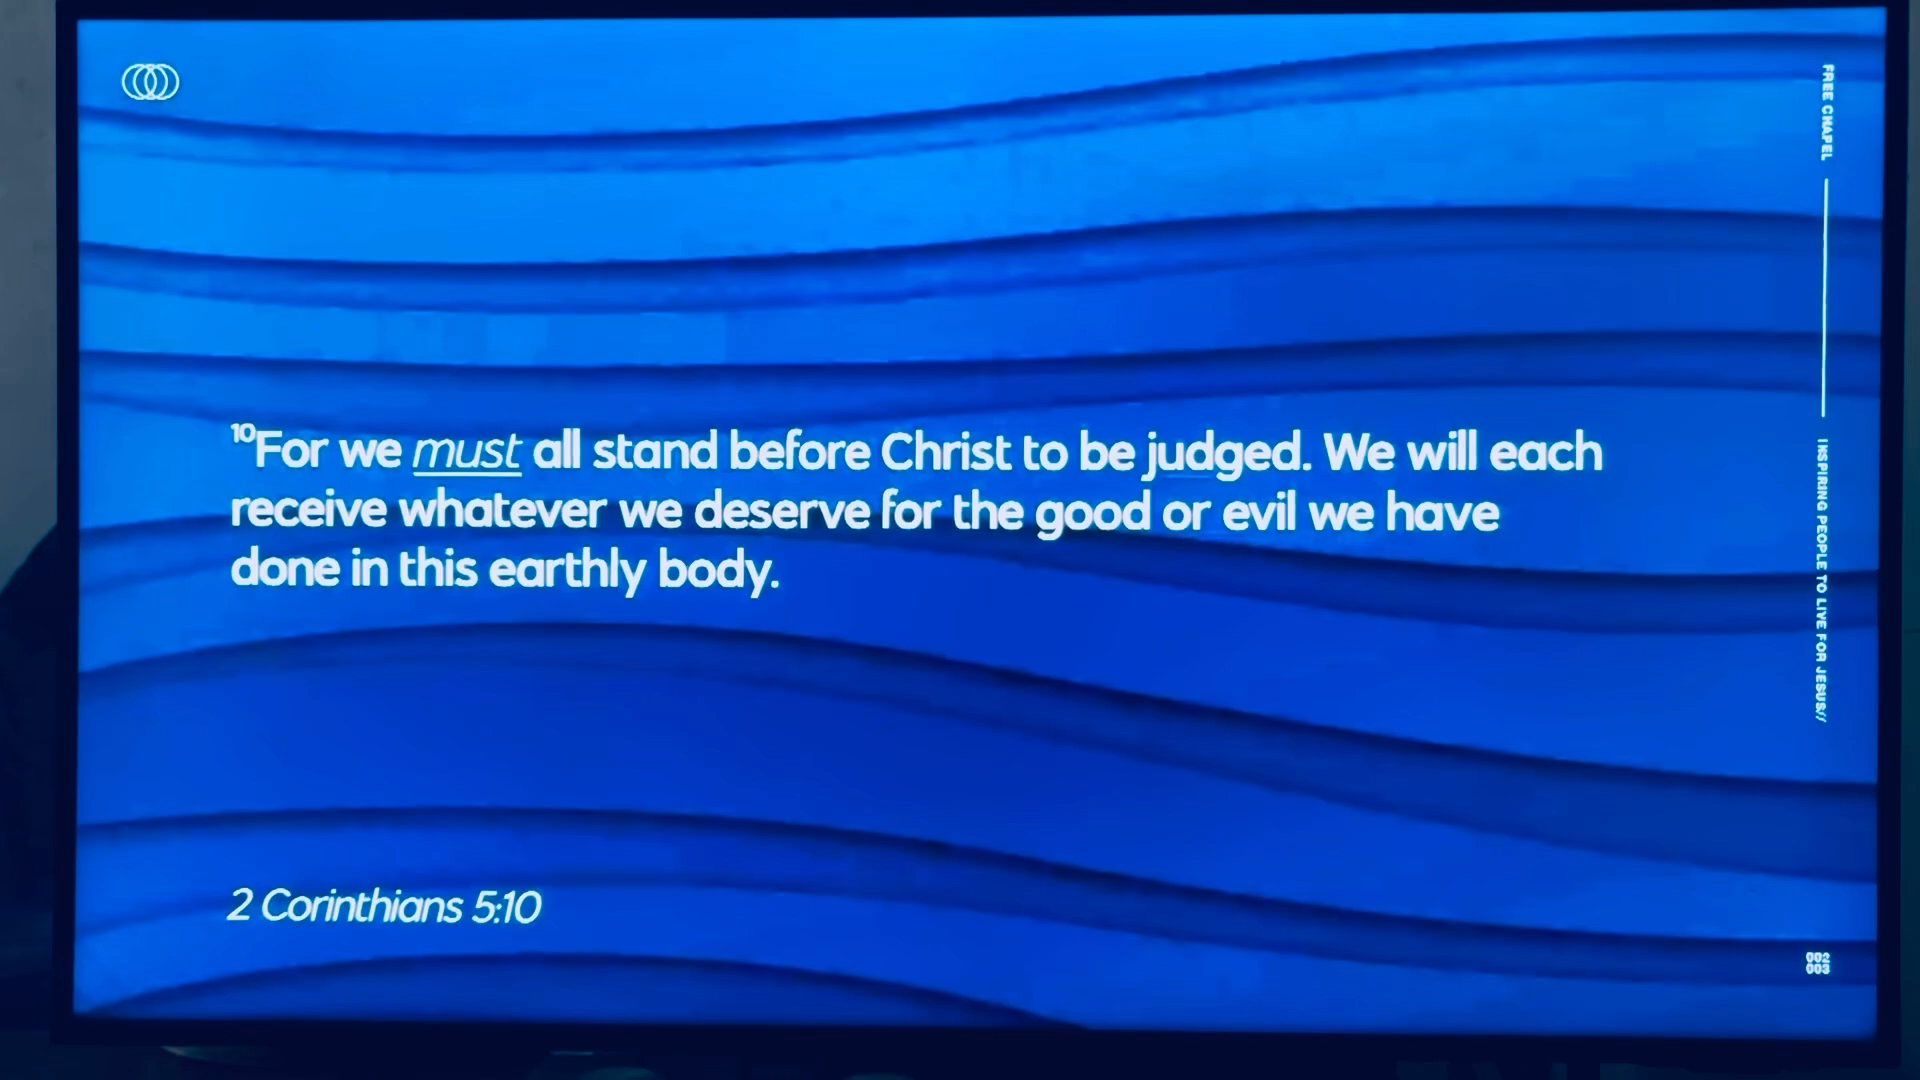 ¹⁰For we must all stand before Christ to be judged. We will each
receive whatever we deserve for the good or evil we have
done in this earthly body.
2 Corinthians 5:10
FREE CHAPEL
INSPIRING PEOPLE TO LIVE FOR JESUS//
002
003